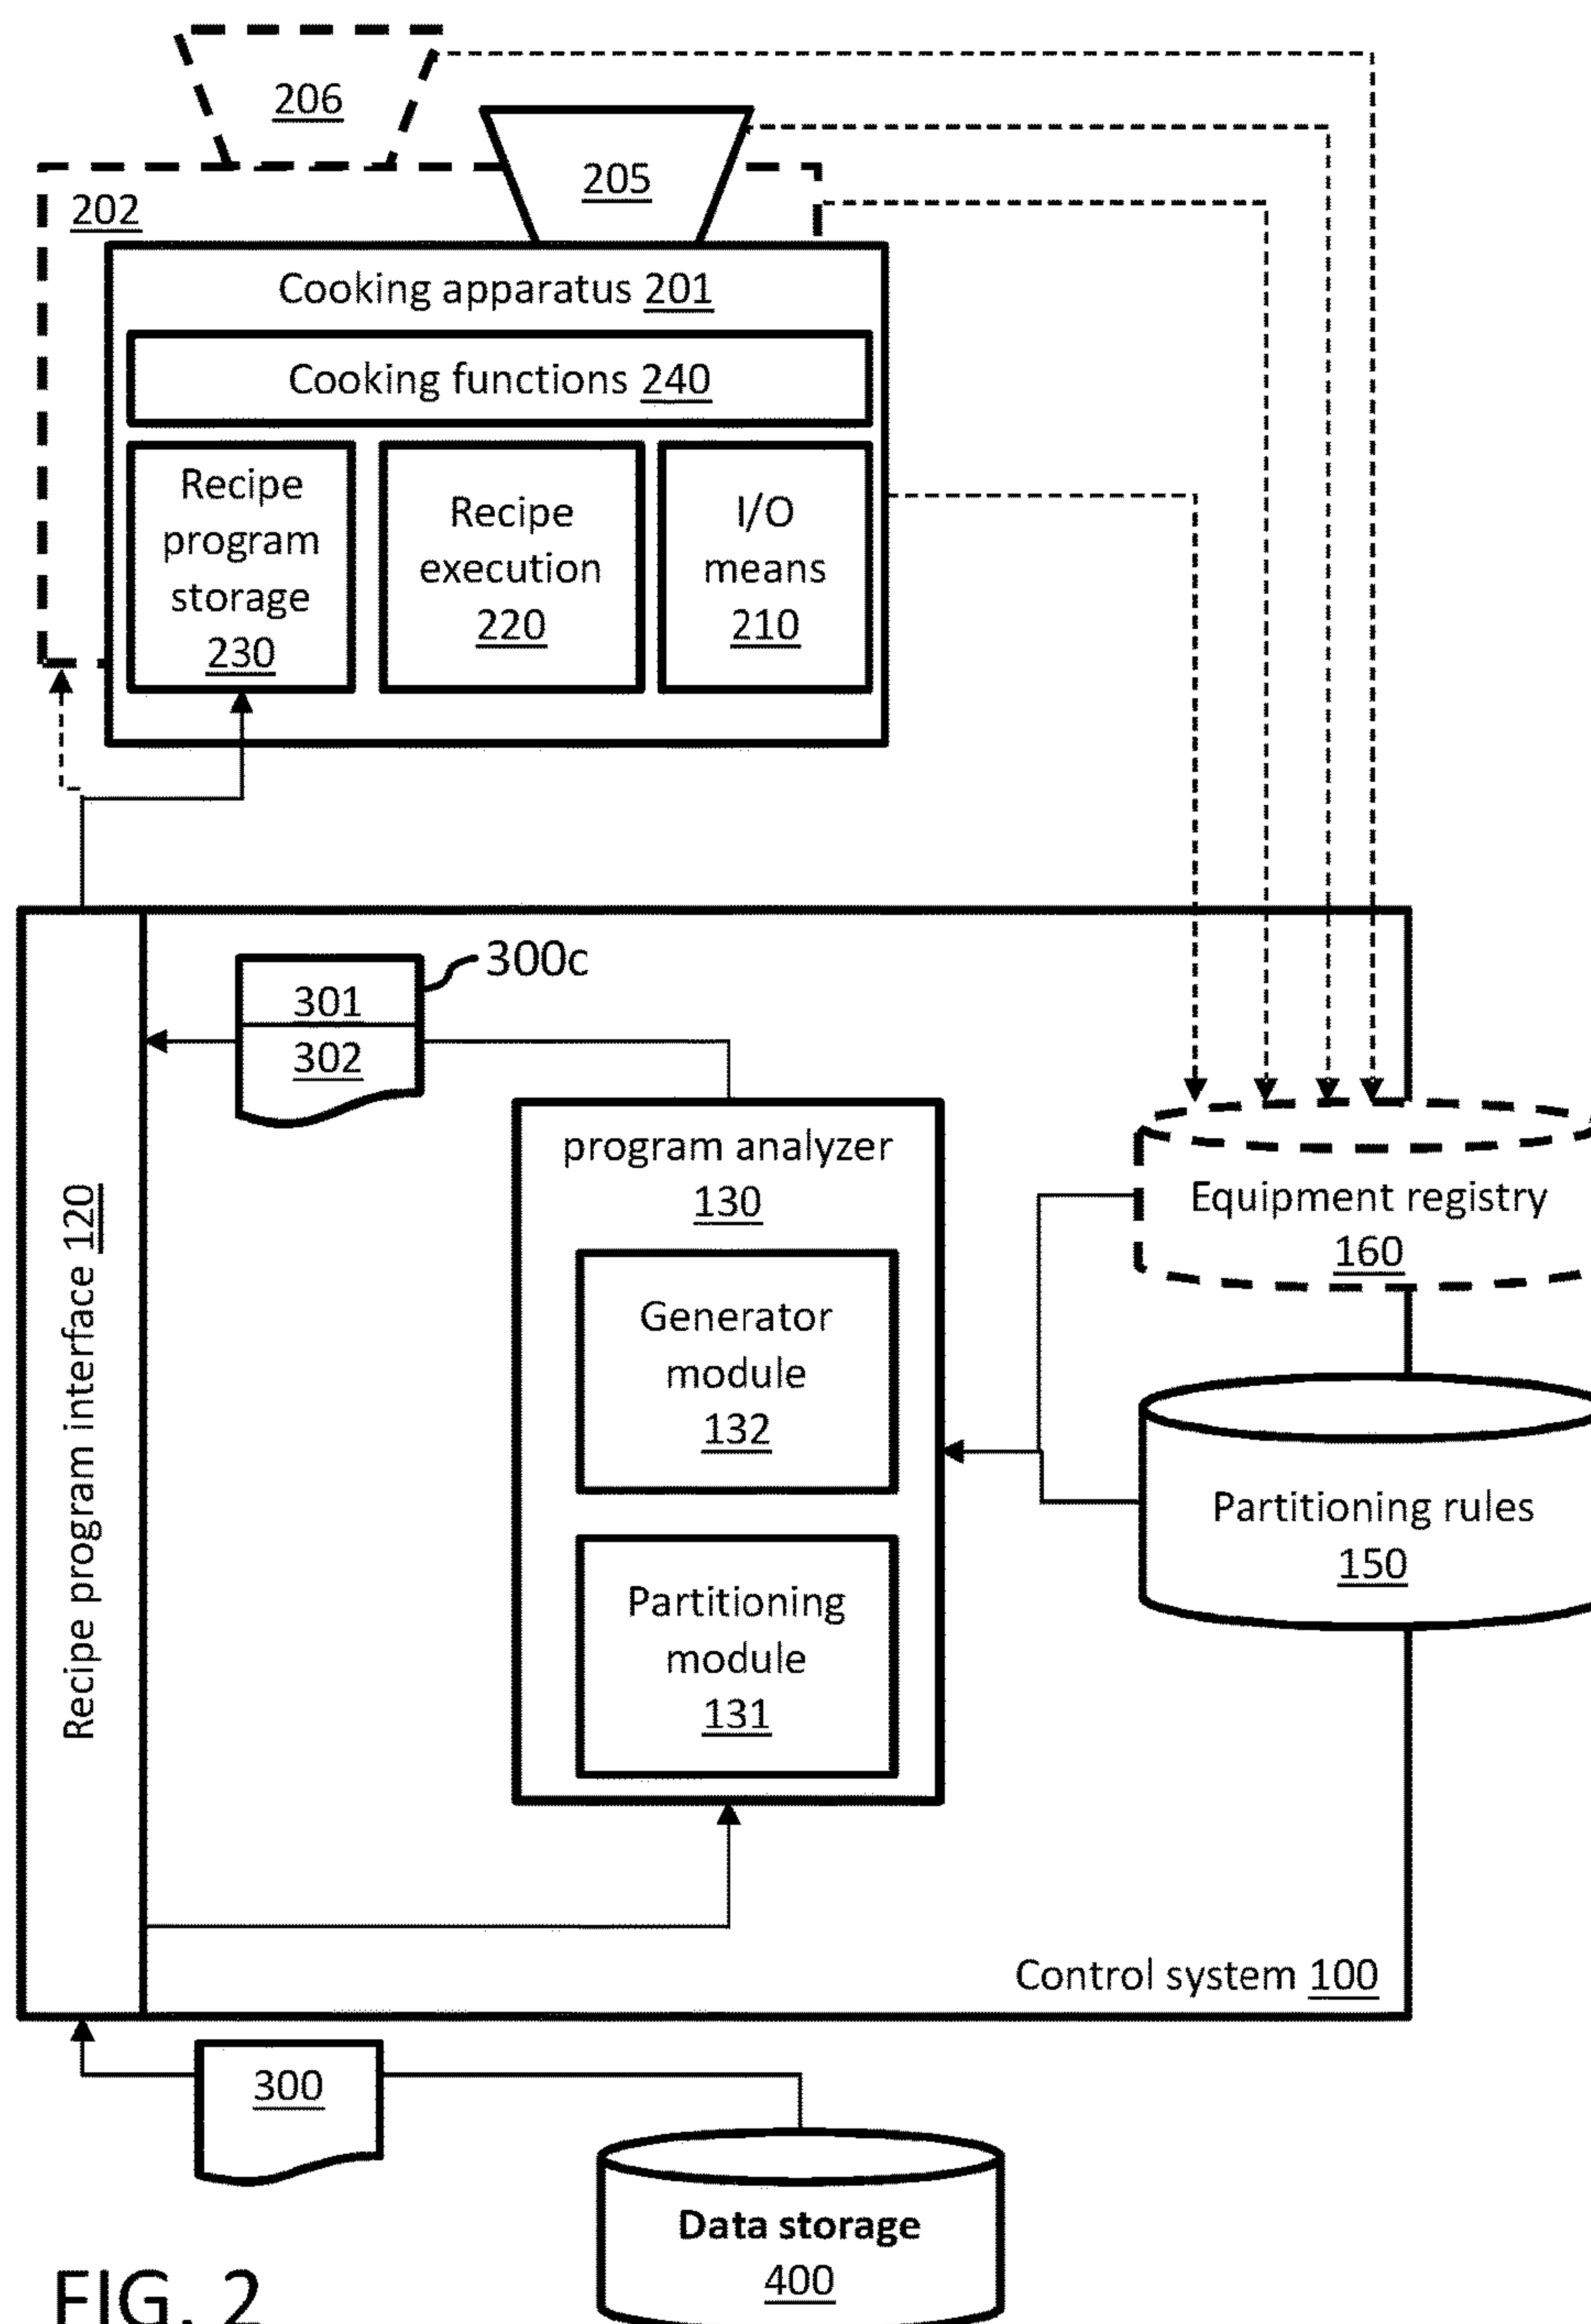 206
205
202
Cooking apparatus 201
Cooking functions 240
Recipe
program
storage
230
Recipe
execution
220
I/O
means
210
300c
301
302
Recipe program interface 120
program analyzer
130
Generator
module
132
Partitioning
module
131
Equipment registry
160
Partitioning rules
150
Control system 100
300
Data storage
400
FIG. 2